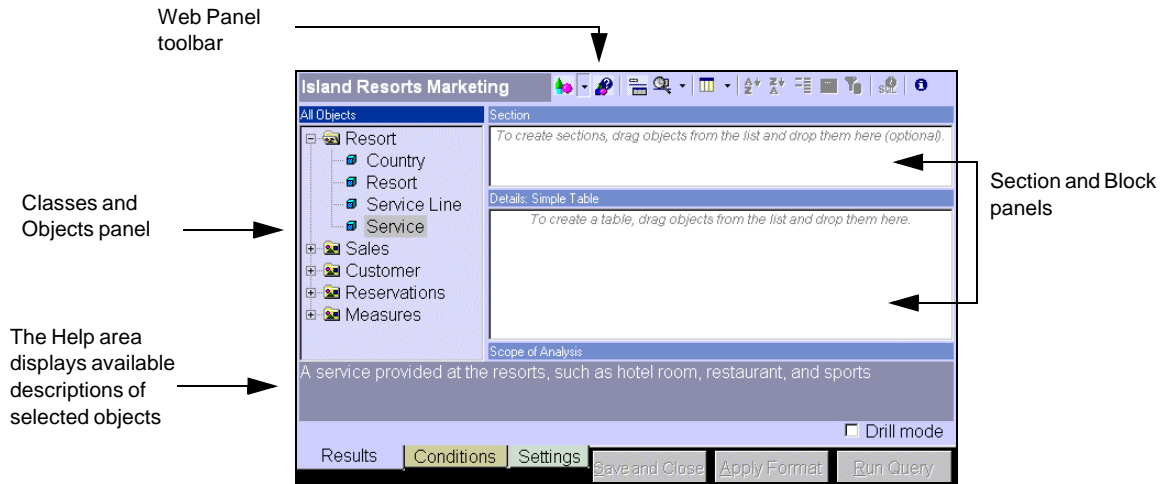 Web Panel
toolbar
Island Resorts Marketing
All Objects
Resort
Country
Resort
Service Line
Service
Sales
Customer
Reservations
Measures
Section
To create sections, drag objects from the list and drop them here (optional).
Details: Simple Table
To create a table, drag objects from the list and drop them here.
Scope of Analysis
A service provided at the resorts, such as hotel room, restaurant, and sports
Drill mode
Results
Conditions
Settings
Save and Close
Apply Format
Run Query
Classes and
Objects panel
The Help area
displays available
descriptions of
selected objects
Section and Block
panels